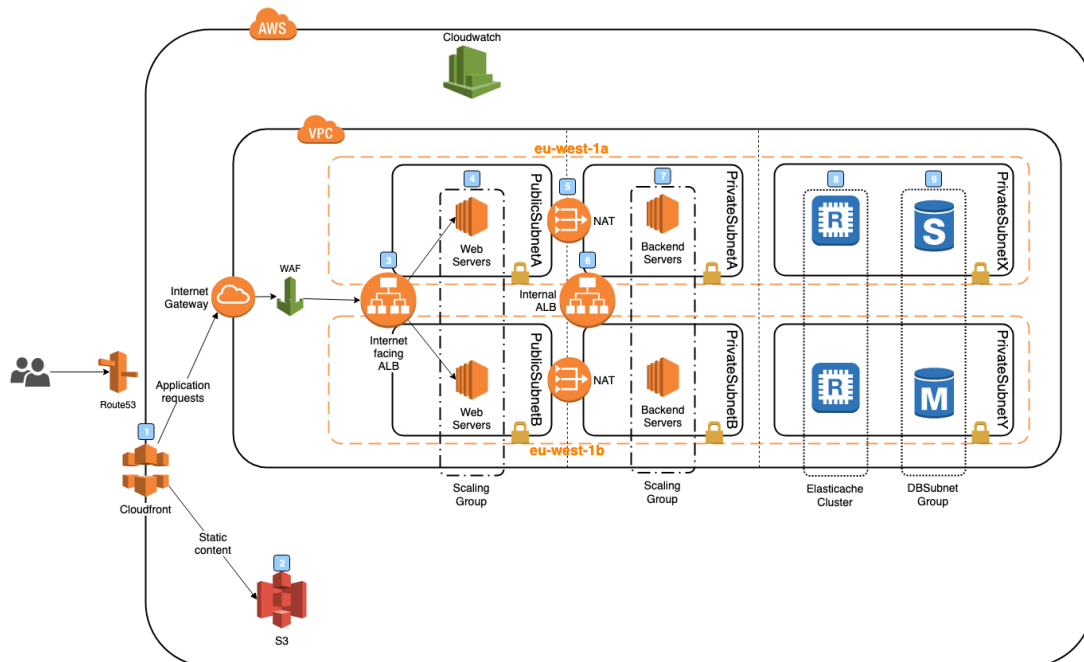 AWS
Cloudwatch
VPC
eu-west-1a
4
PublicSubnetA
5
7
PrivateSubnetA
8
9
PrivateSubnetX
Web
Servers
NAT
Backend
Servers
R
S
3
6
Internet
Gateway
WAF
Internet
facing
ALB
Internal
ALB
Route53
Application
requests
PublicSubnetB
NAT
PrivateSubnetB
R
M
PrivateSubnetY
Web
Servers
Backend
Servers
1
eu-west-1b
Cloudfront
Scaling
Group
Scaling
Group
Elasticache
Cluster
DBSubnet
Group
Static
content
2
S3